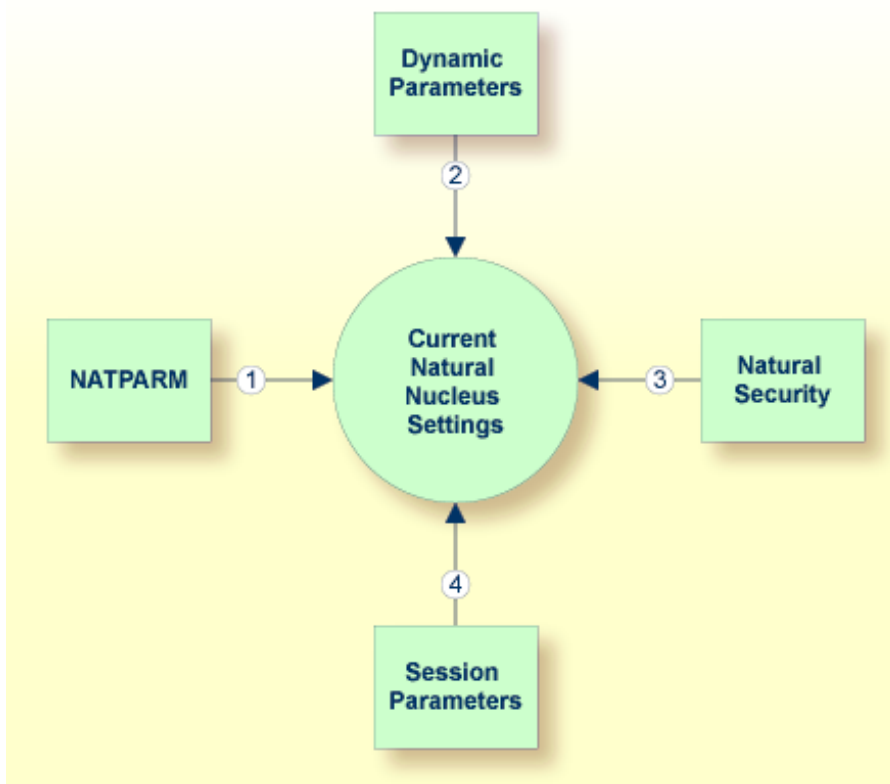 Dynamic
Parameters
2
NATPARM
1
Current
Natural
Nucleus
Settings
3
Natural
Security
4
Session
Parameters